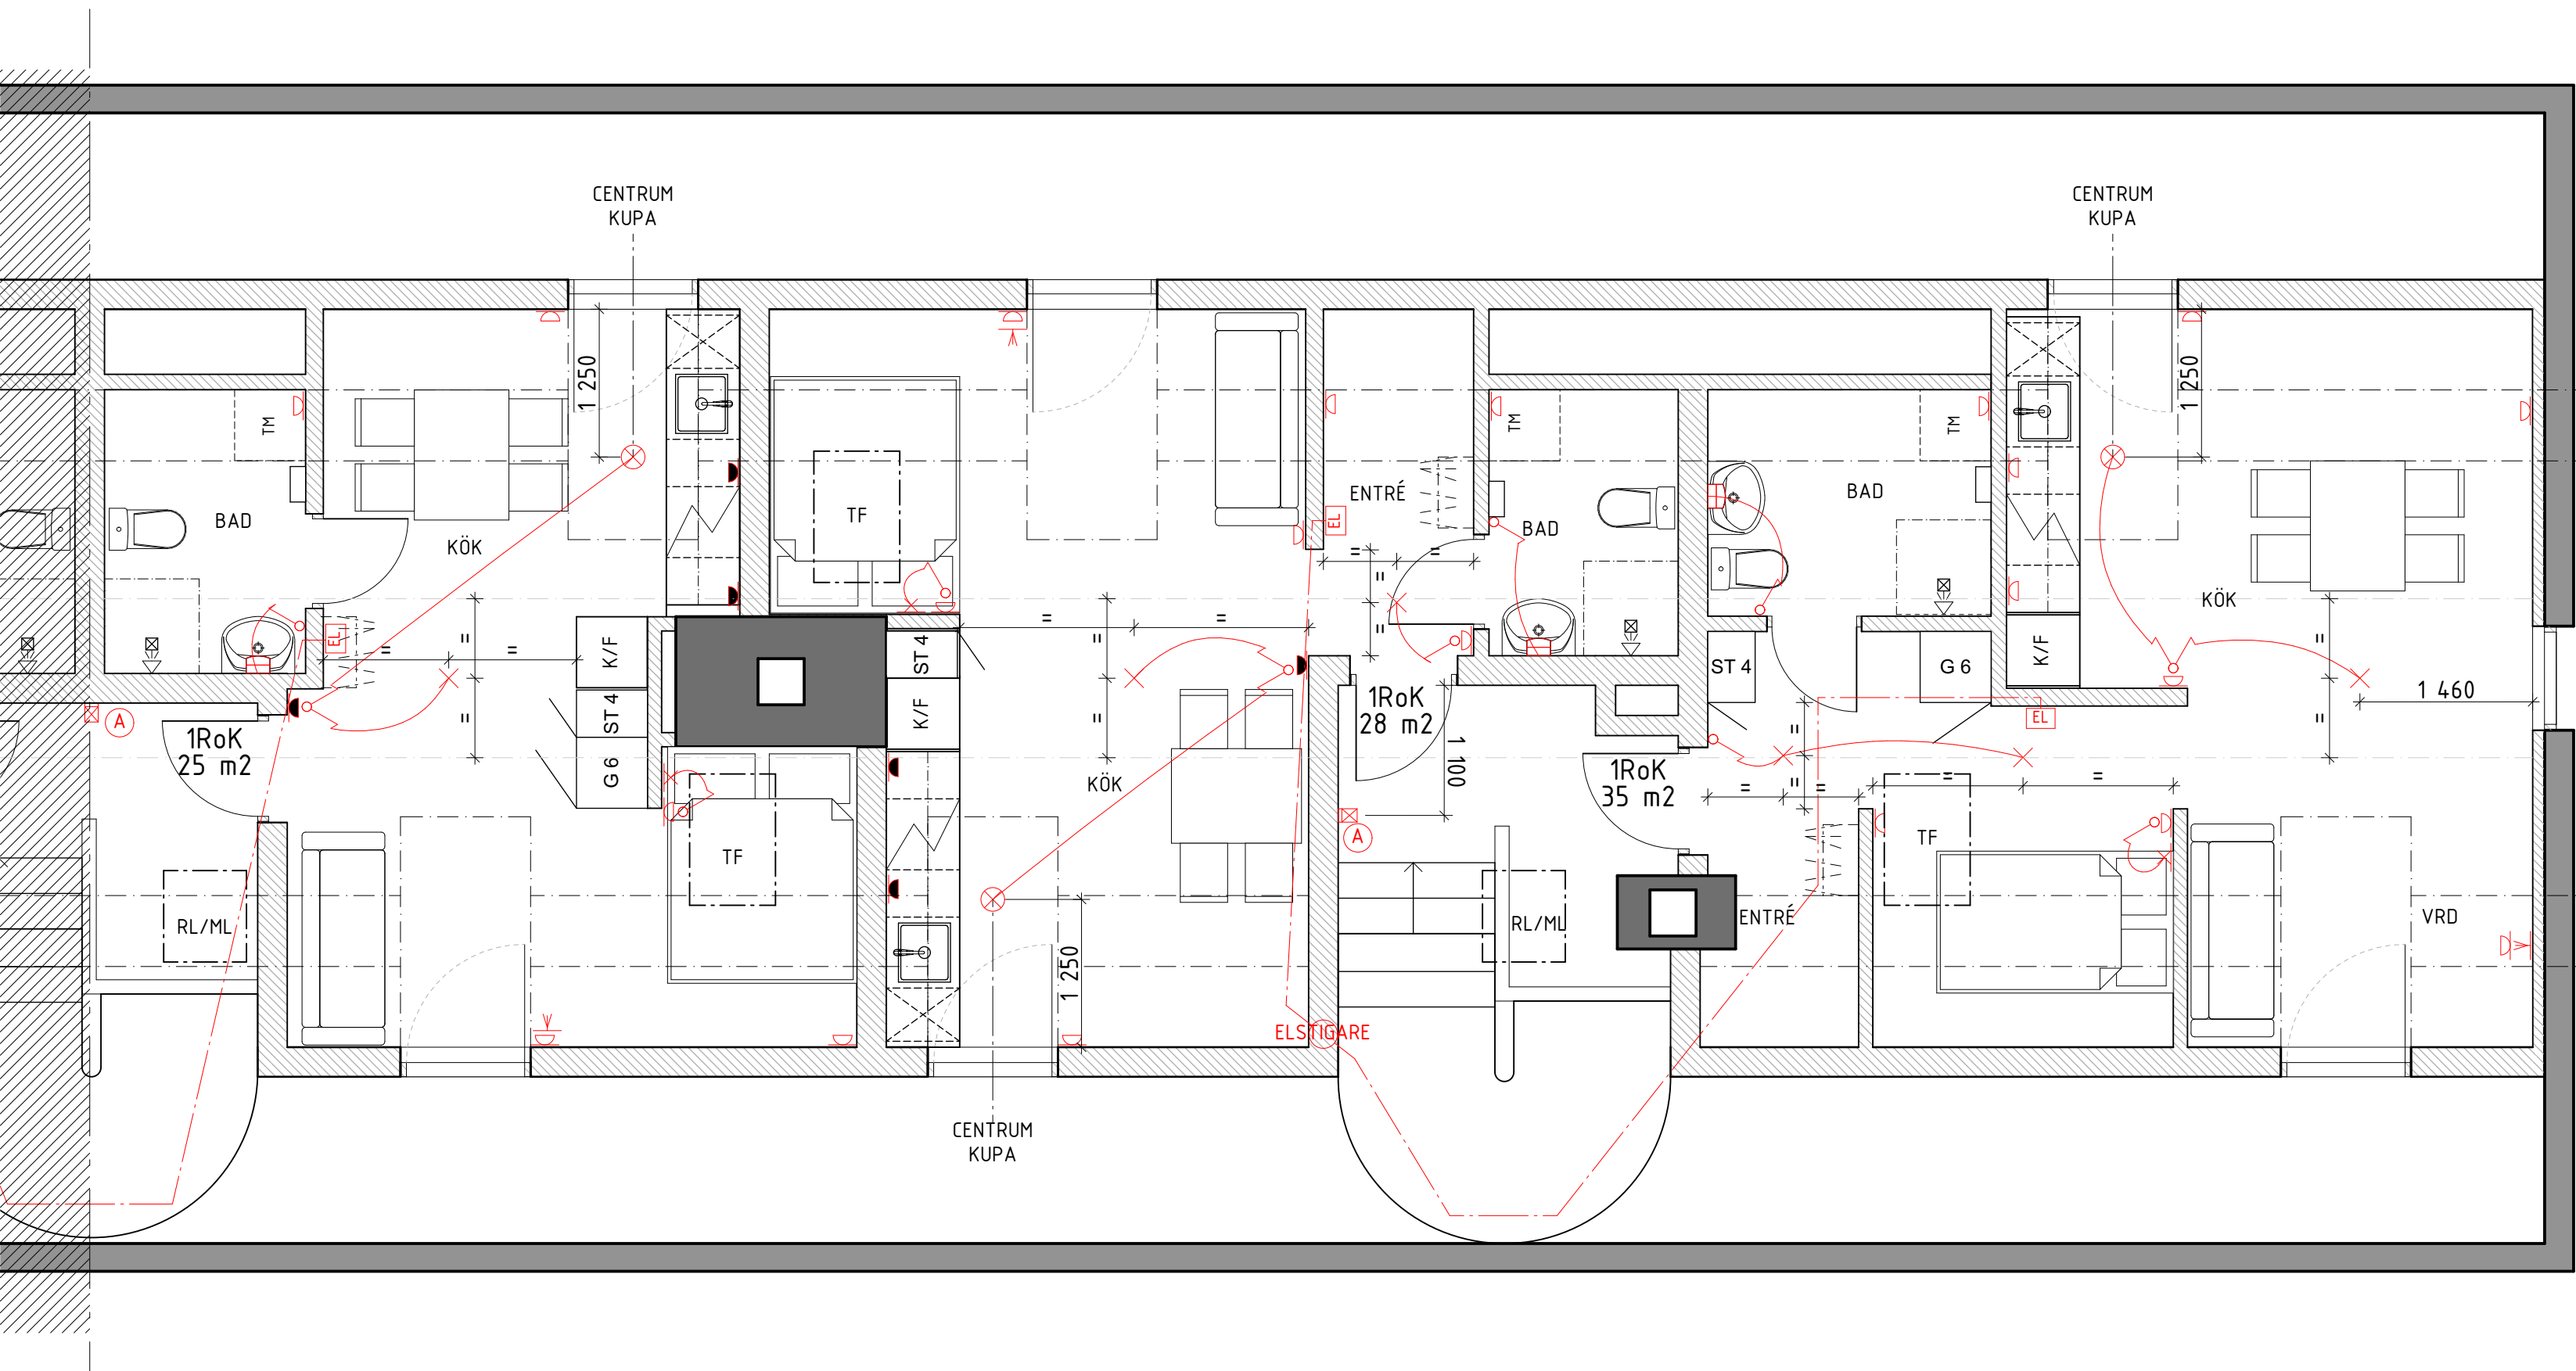 CENTRUM
KUPA
CENTRUM
KUPA
1 250
1 250
TM
TM
TM
TF
EL
ENTRÉ
BAD
BAD
BAD
KÖK
KÖK
=
=
=
=
=
=
=
=
EL
K/F
ST 4
ST 4
G 6
K/F
=
=
=
=
=
=
1 460
A
1RoK
25 m2
ST 4
K/F
G 6
1RoK
28 m2
EL
1 100
KÖK
1RoK
35 m2
=
=
=
=
=
=
TF
TF
A
RL/ML
RL/ML
ENTRÉ
VRD
1 250
ELSTIGARE
CENTRUM
KUPA